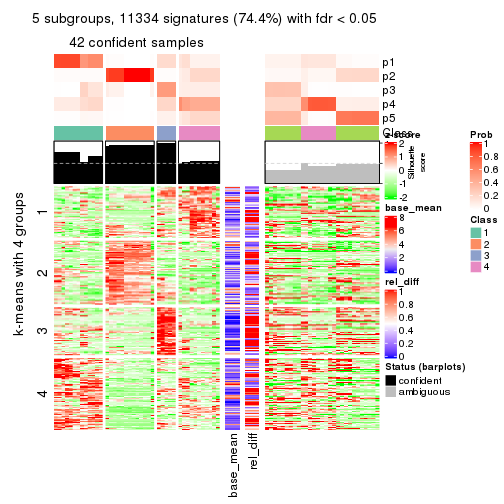 5 subgroups, 11334 signatures (74.4%) with fdr < 0.05
42 confident samples
p1
p2
p3
p4
p5
Class
z-score
2
1
0
-1
-2
Silhouette
score
Prob
1
0.8
0.6
0.4
0.2
0
base_mean
8
6
4
2
0
Class
1
2
3
4
rel_diff
1
0.8
0.6
0.4
0.2
0
Status (barplots)
confident
ambiguous
k-means with 4 groups
1
2
3
4
base_mean
rel_diff